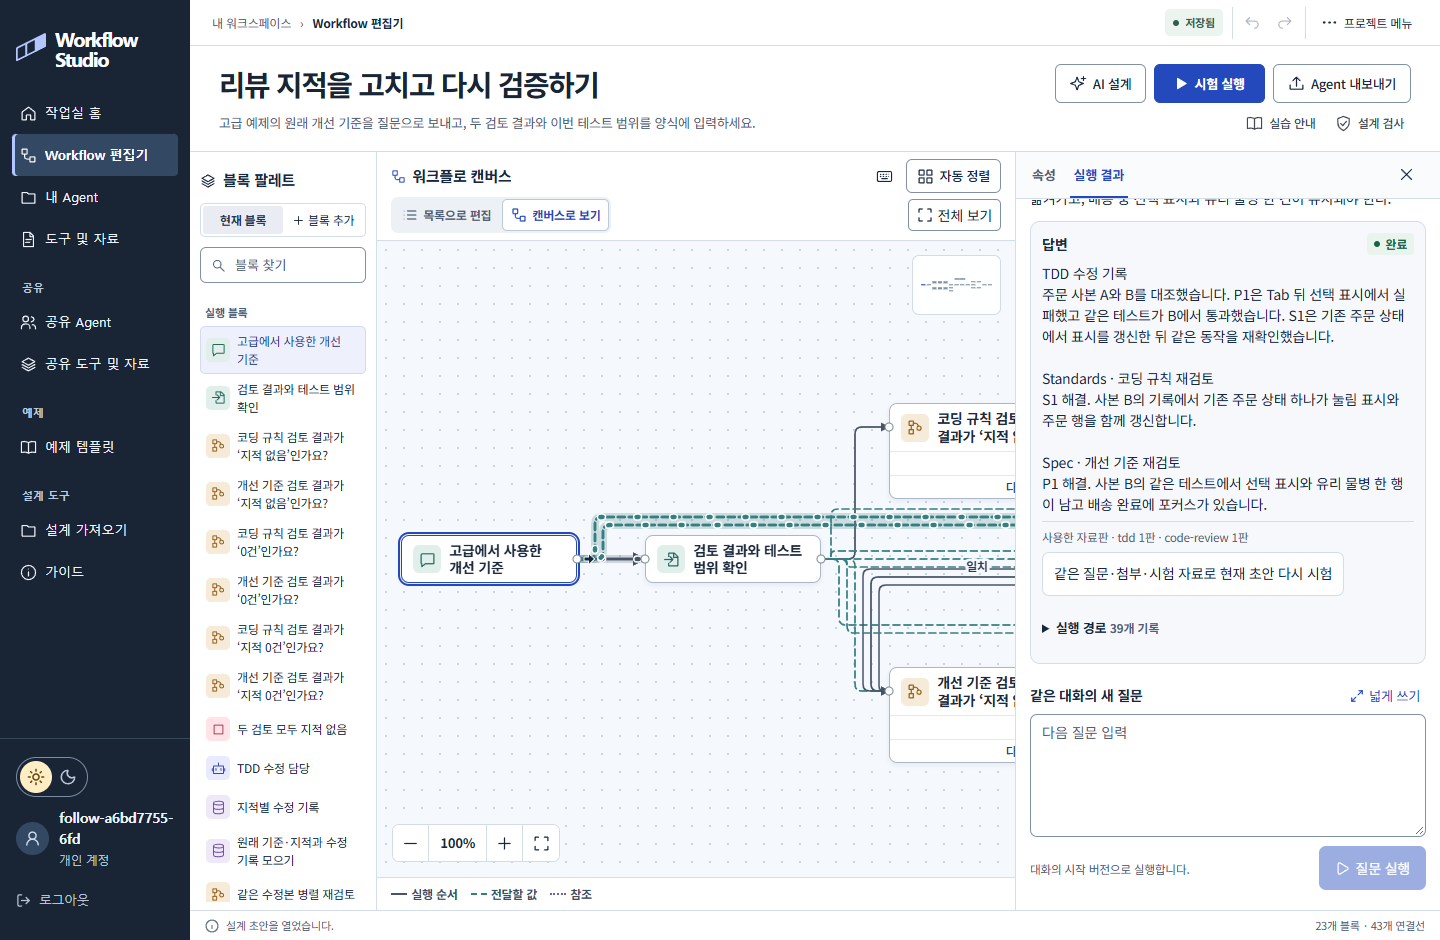 Workflow
Studio
작업실 홈
Workflow 편집기
내 Agent
도구 및 자료
공유
공유 Agent
공유 도구 및 자료
예제
예제 템플릿
설계 도구
설계 가져오기
가이드
follow-a6bd7755-
6fd
개인 계정
로그아웃
내 워크스페이스 › Workflow 편집기
저장됨
프로젝트 메뉴
리뷰 지적을 고치고 다시 검증하기
고급 예제의 원래 개선 기준을 질문으로 보내고, 두 검토 결과와 이번 테스트 범위를 양식에 입력하세요.
AI 설계
시험 실행
Agent 내보내기
실습 안내
설계 검사
블록 팔레트
현재 블록
블록 추가
블록 찾기
실행 블록
고급에서 사용한 개선
기준
검토 결과와 테스트 범위
확인
코딩 규칙 검토 결과가
‘지적 없음’인가요?
개선 기준 검토 결과가
‘지적 없음’인가요?
코딩 규칙 검토 결과가
‘0건’인가요?
개선 기준 검토 결과가
‘0건’인가요?
코딩 규칙 검토 결과가
‘지적 0건’인가요?
개선 기준 검토 결과가
‘지적 0건’인가요?
두 검토 모두 지적 없음
TDD 수정 담당
지적별 수정 기록
원래 기준·지적과 수정
기록 모으기
같은 수정본 병렬 재검토
워크플로 캔버스
자동 정렬
목록으로 편집
캔버스로 보기
전체 보기
고급에서 사용한
개선 기준
검토 결과와 테스트
범위 확인
코딩 규칙 검토
결과가 ‘지적
일치
개선 기준 검토
결과가 ‘지적
100%
실행 순서
전달할 값
참조
속성
실행 결과
답변
완료
TDD 수정 기록
주문 사본 A와 B를 대조했습니다. P1은 Tab 뒤 선택 표시에서 실
패했고 같은 테스트가 B에서 통과했습니다. S1은 기존 주문 상태
에서 표시를 갱신한 뒤 같은 동작을 재확인했습니다.
Standards · 코딩 규칙 재검토
S1 해결. 사본 B의 기록에서 기존 주문 상태 하나가 눌림 표시와
주문 행을 함께 갱신합니다.
Spec · 개선 기준 재검토
P1 해결. 사본 B의 같은 테스트에서 선택 표시와 유리 물병 한 행
이 남고 배송 완료에 포커스가 있습니다.
사용한 자료판 · tdd 1판 · code-review 1판
같은 질문·첨부·시험 자료로 현재 초안 다시 시험
실행 경로 39개 기록
같은 대화의 새 질문
넓게 쓰기
다음 질문 입력
대화의 시작 버전으로 실행합니다.
질문 실행
설계 초안을 열었습니다.
23개 블록 · 43개 연결선